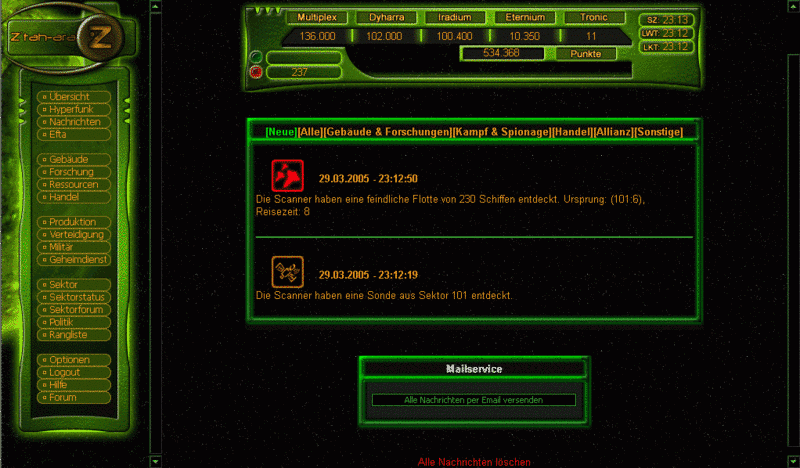 Z'tah-ara Z
Multiplex Dyharra Iradium Eternium Tronic
136.000 102.000 100.400 10.350 11
534.368 Punkte
237
SZ: 23:13
LWT: 23:12
LKT: 23:12
Übersicht
Hyperfunk
Nachrichten
Efta
Gebäude
Forschung
Ressourcen
Handel
Produktion
Verteidigung
Militär
Geheimdienst
Sektor
Sektorstatus
Sektorforum
Politik
Rangliste
Optionen
Logout
Hilfe
Forum
[Neue][Alle][Gebäude & Forschungen][Kampf & Spionage][Handel][Allianz][Sonstige]
29.03.2005 - 23:12:50
Die Scanner haben eine feindliche Flotte von 230 Schiffen entdeckt. Ursprung: (101:6),
Reisezeit: 8
29.03.2005 - 23:12:19
Die Scanner haben eine Sonde aus Sektor 101 entdeckt.
Mailservice
Alle Nachrichten per Email versenden
Alle Nachrichten löschen